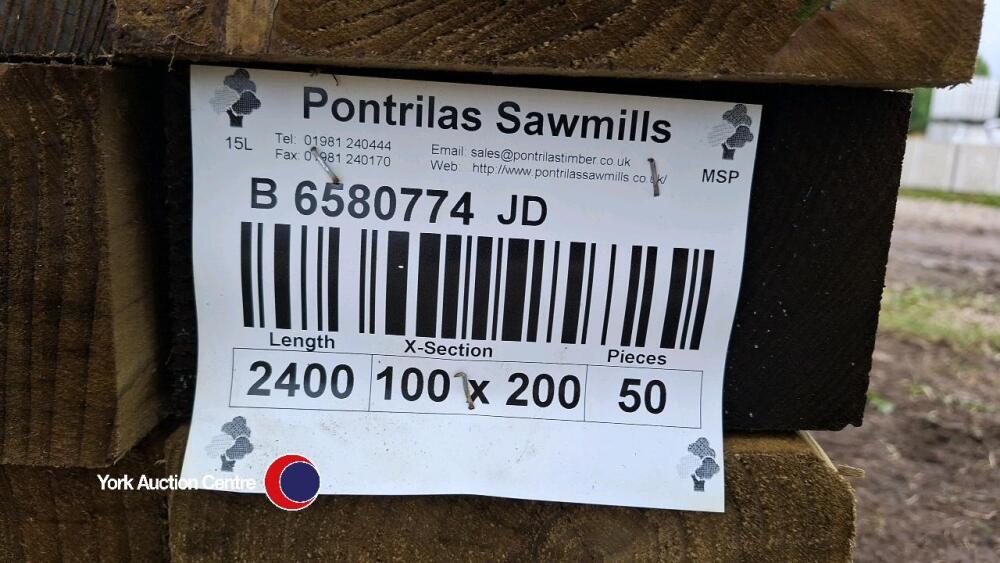 Pontrilas Sawmills
15L
Tel: 01981 240444
Fax: 01981 240170
Email: sales@pontrilastimber.co.uk
Web: http://www.pontrilassawmills.co.uk/
MSP
B 6580774 JD
Length X-Section Pieces
2400 100 x 200 50
York Auction Centre